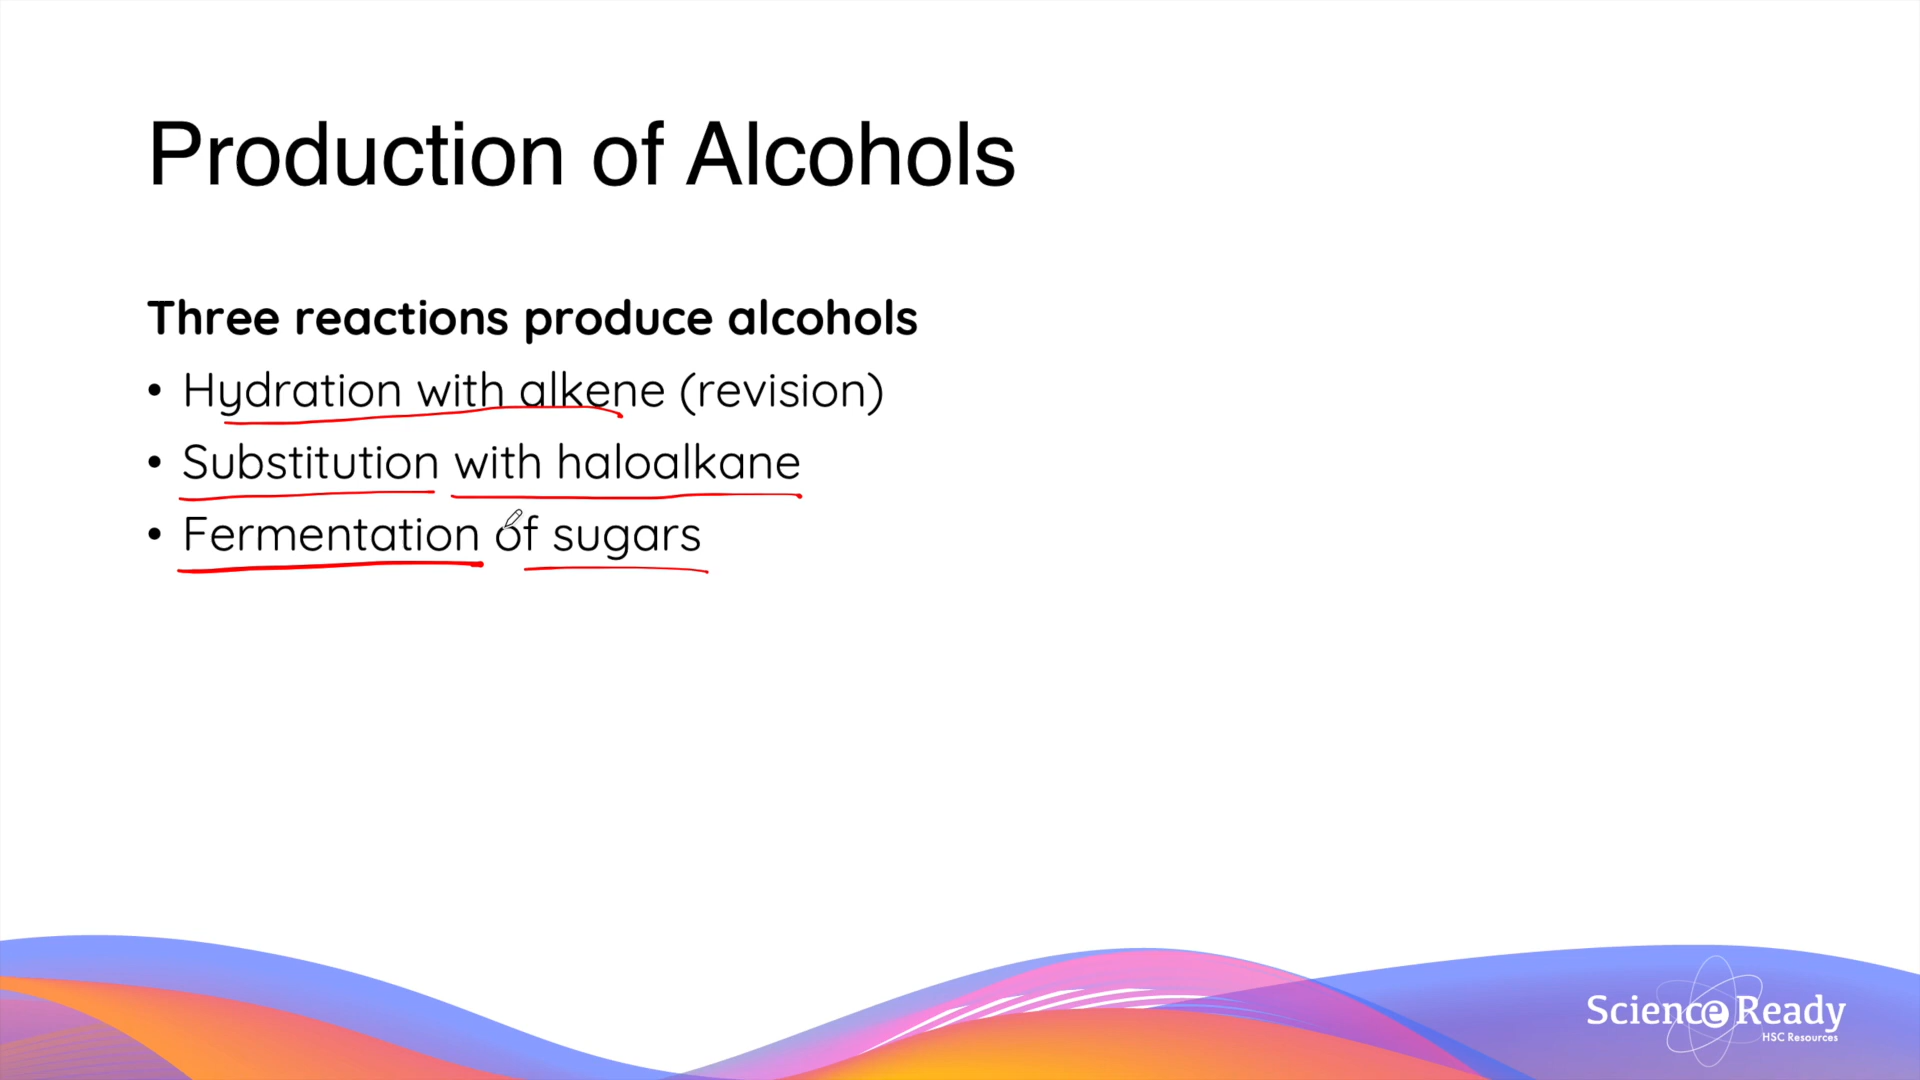 Production of Alcohols
Three reactions produce alcohols
• Hydration with alkene (revision)
• Substitution with haloalkane
• Fermentation of sugars
Science Ready
HSC Resources